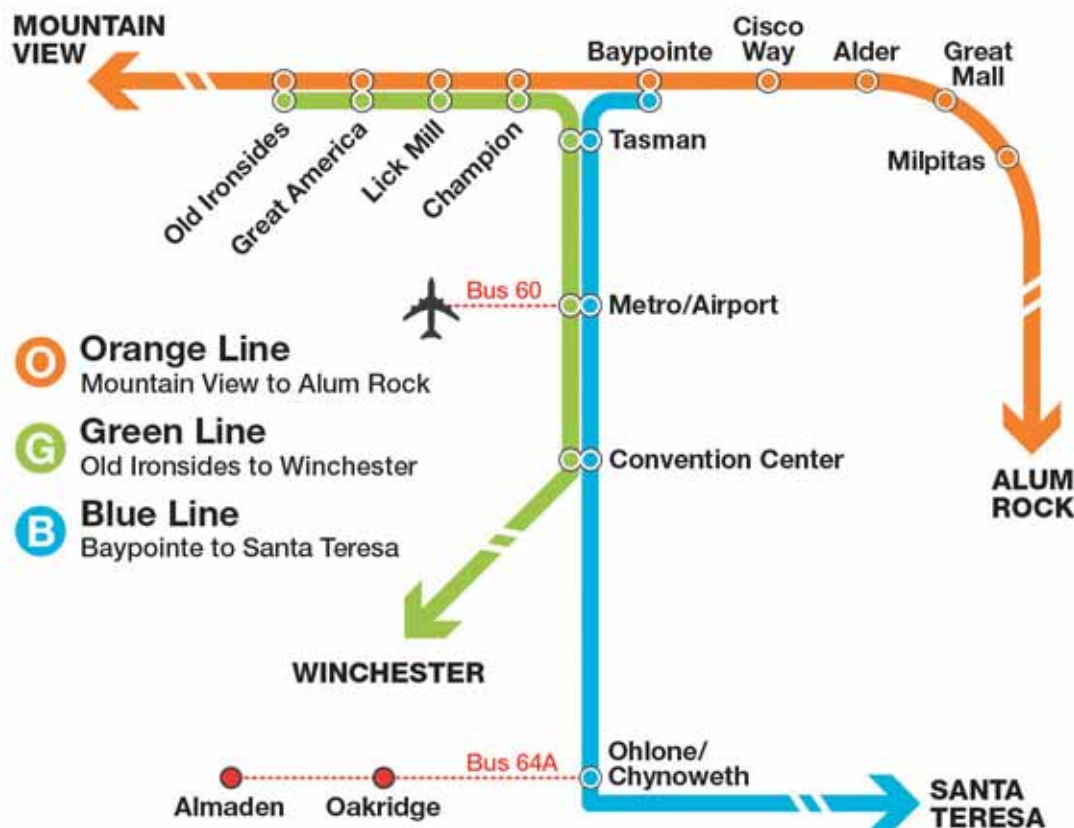 MOUNTAIN
VIEW
Baypointe
Cisco
Way
Alder
Great
Mall
Milpitas
Old Ironsides
Great America
Lick Mill
Champion
Tasman
Bus 60
Metro/Airport
O Orange Line
Mountain View to Alum Rock
G Green Line
Old Ironsides to Winchester
B Blue Line
Baypointe to Santa Teresa
Convention Center
ALUM
ROCK
WINCHESTER
Bus 64A
Ohlone/
Chynoweth
Almaden
Oakridge
SANTA
TERESA